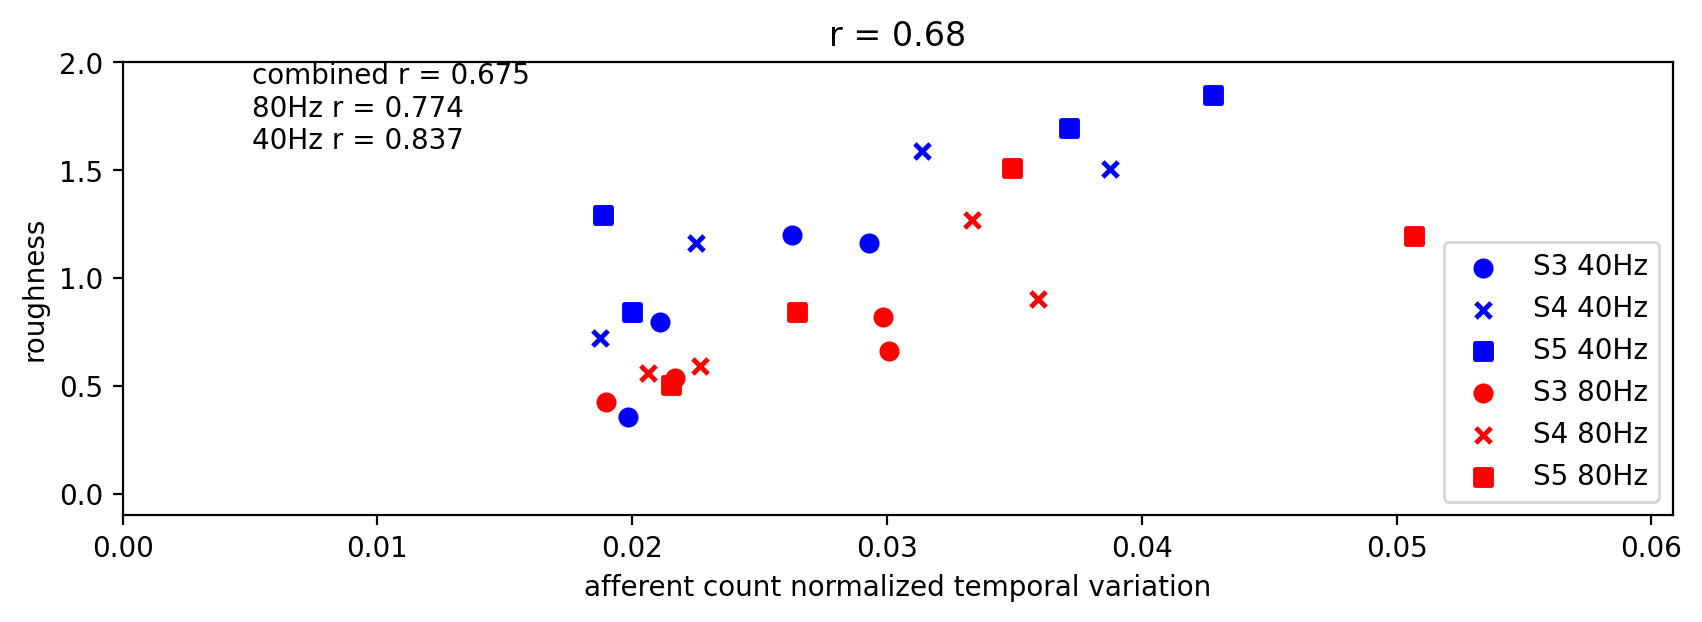 r = 0.68
combined r = 0.675
80Hz r = 0.774
40Hz r = 0.837
2.0
1.5
1.0
0.5
0.0
roughness
S3 40Hz
S4 40Hz
S5 40Hz
S3 80Hz
S4 80Hz
S5 80Hz
0.00 0.01 0.02 0.03 0.04 0.05 0.06
afferent count normalized temporal variation